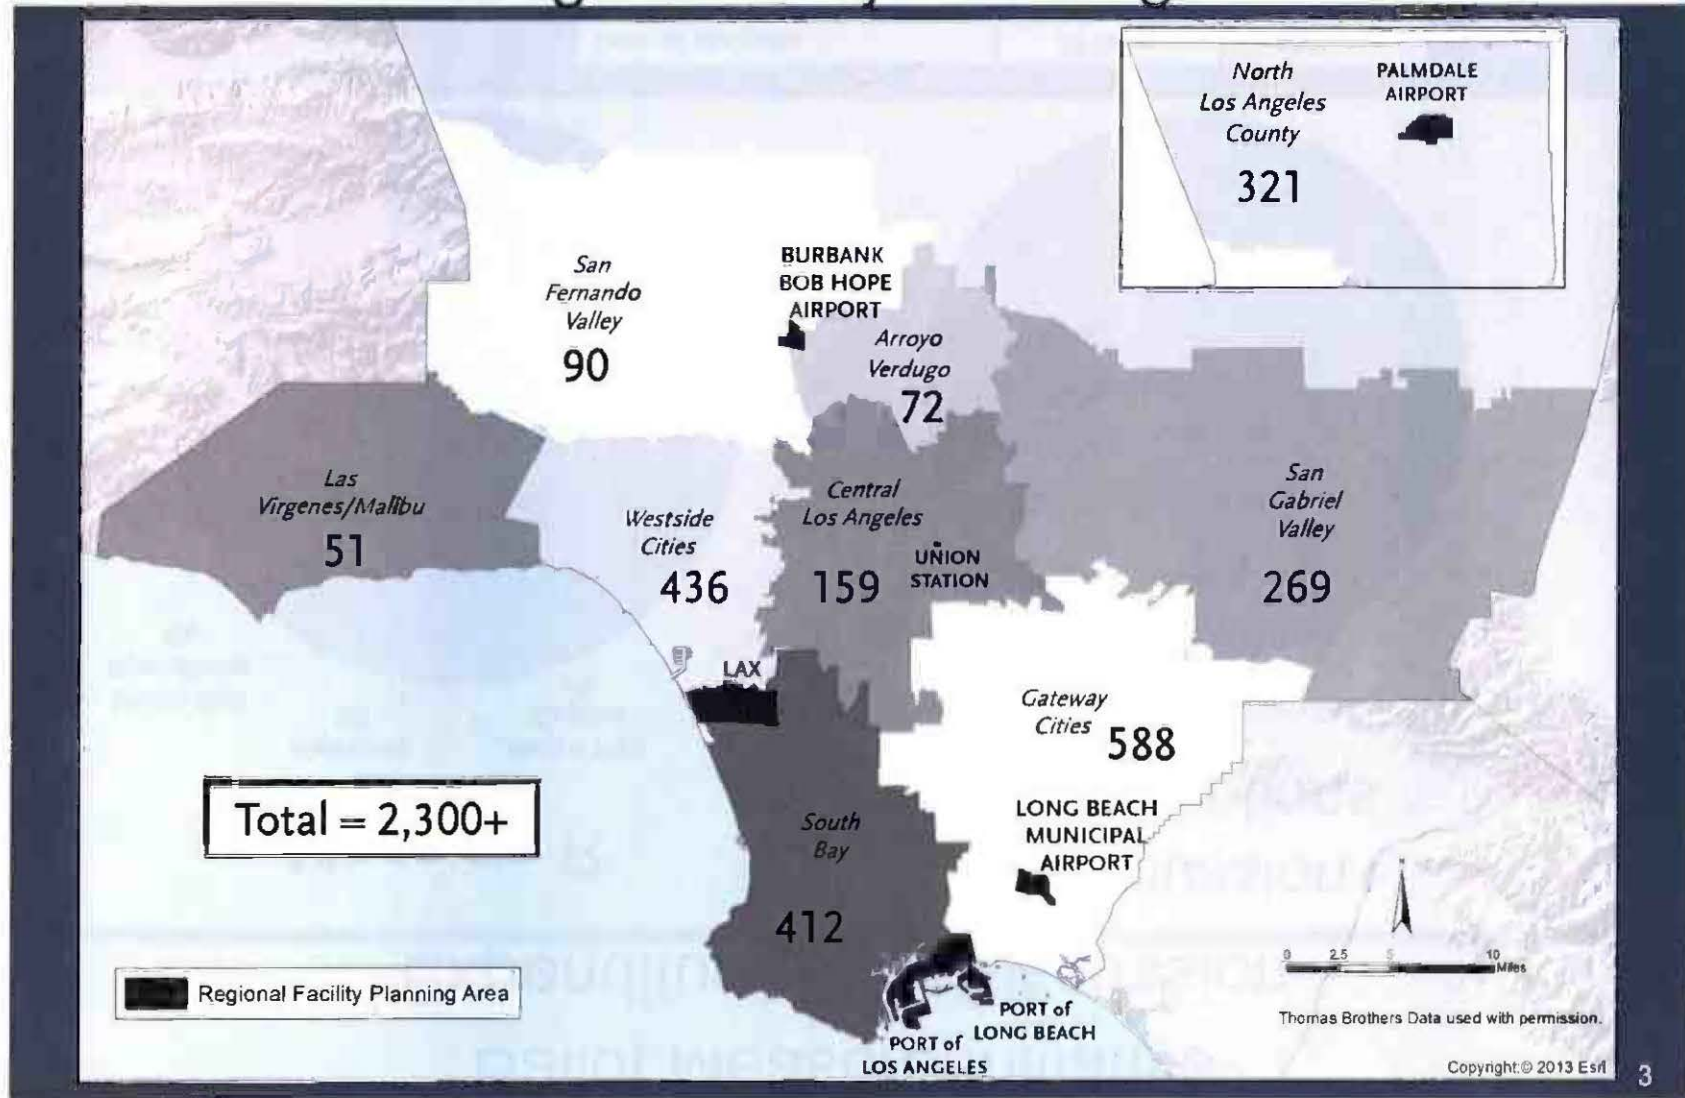 North
Los Angeles
County
321
PALMDALE
AIRPORT
San
Fernando
Valley
90
BURBANK
BOB HOPE
AIRPORT
Arroyo
Verdugo
72
Las
Virgenes/Malibu
51
Westside
Cities
436
Central
Los Angeles
159
UNION
STATION
San
Gabriel
Valley
269
LAX
Gateway
Cities
588
Total = 2,300+
South
Bay
412
LONG BEACH
MUNICIPAL
AIRPORT
0 2.5 5 10
Miles
N
Regional Facility Planning Area
PORT of
LONG BEACH
PORT of
LOS ANGELES
Thomas Brothers Data used with permission.
Copyright:© 2013 Esri
3